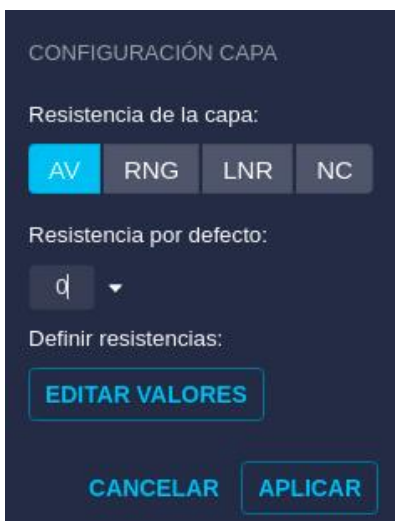 CONFIGURACIÓN CAPA
Resistencia de la capa:
AV RNG LNR NC
Resistencia por defecto:
0
Definir resistencias:
EDITAR VALORES
CANCELAR APLICAR